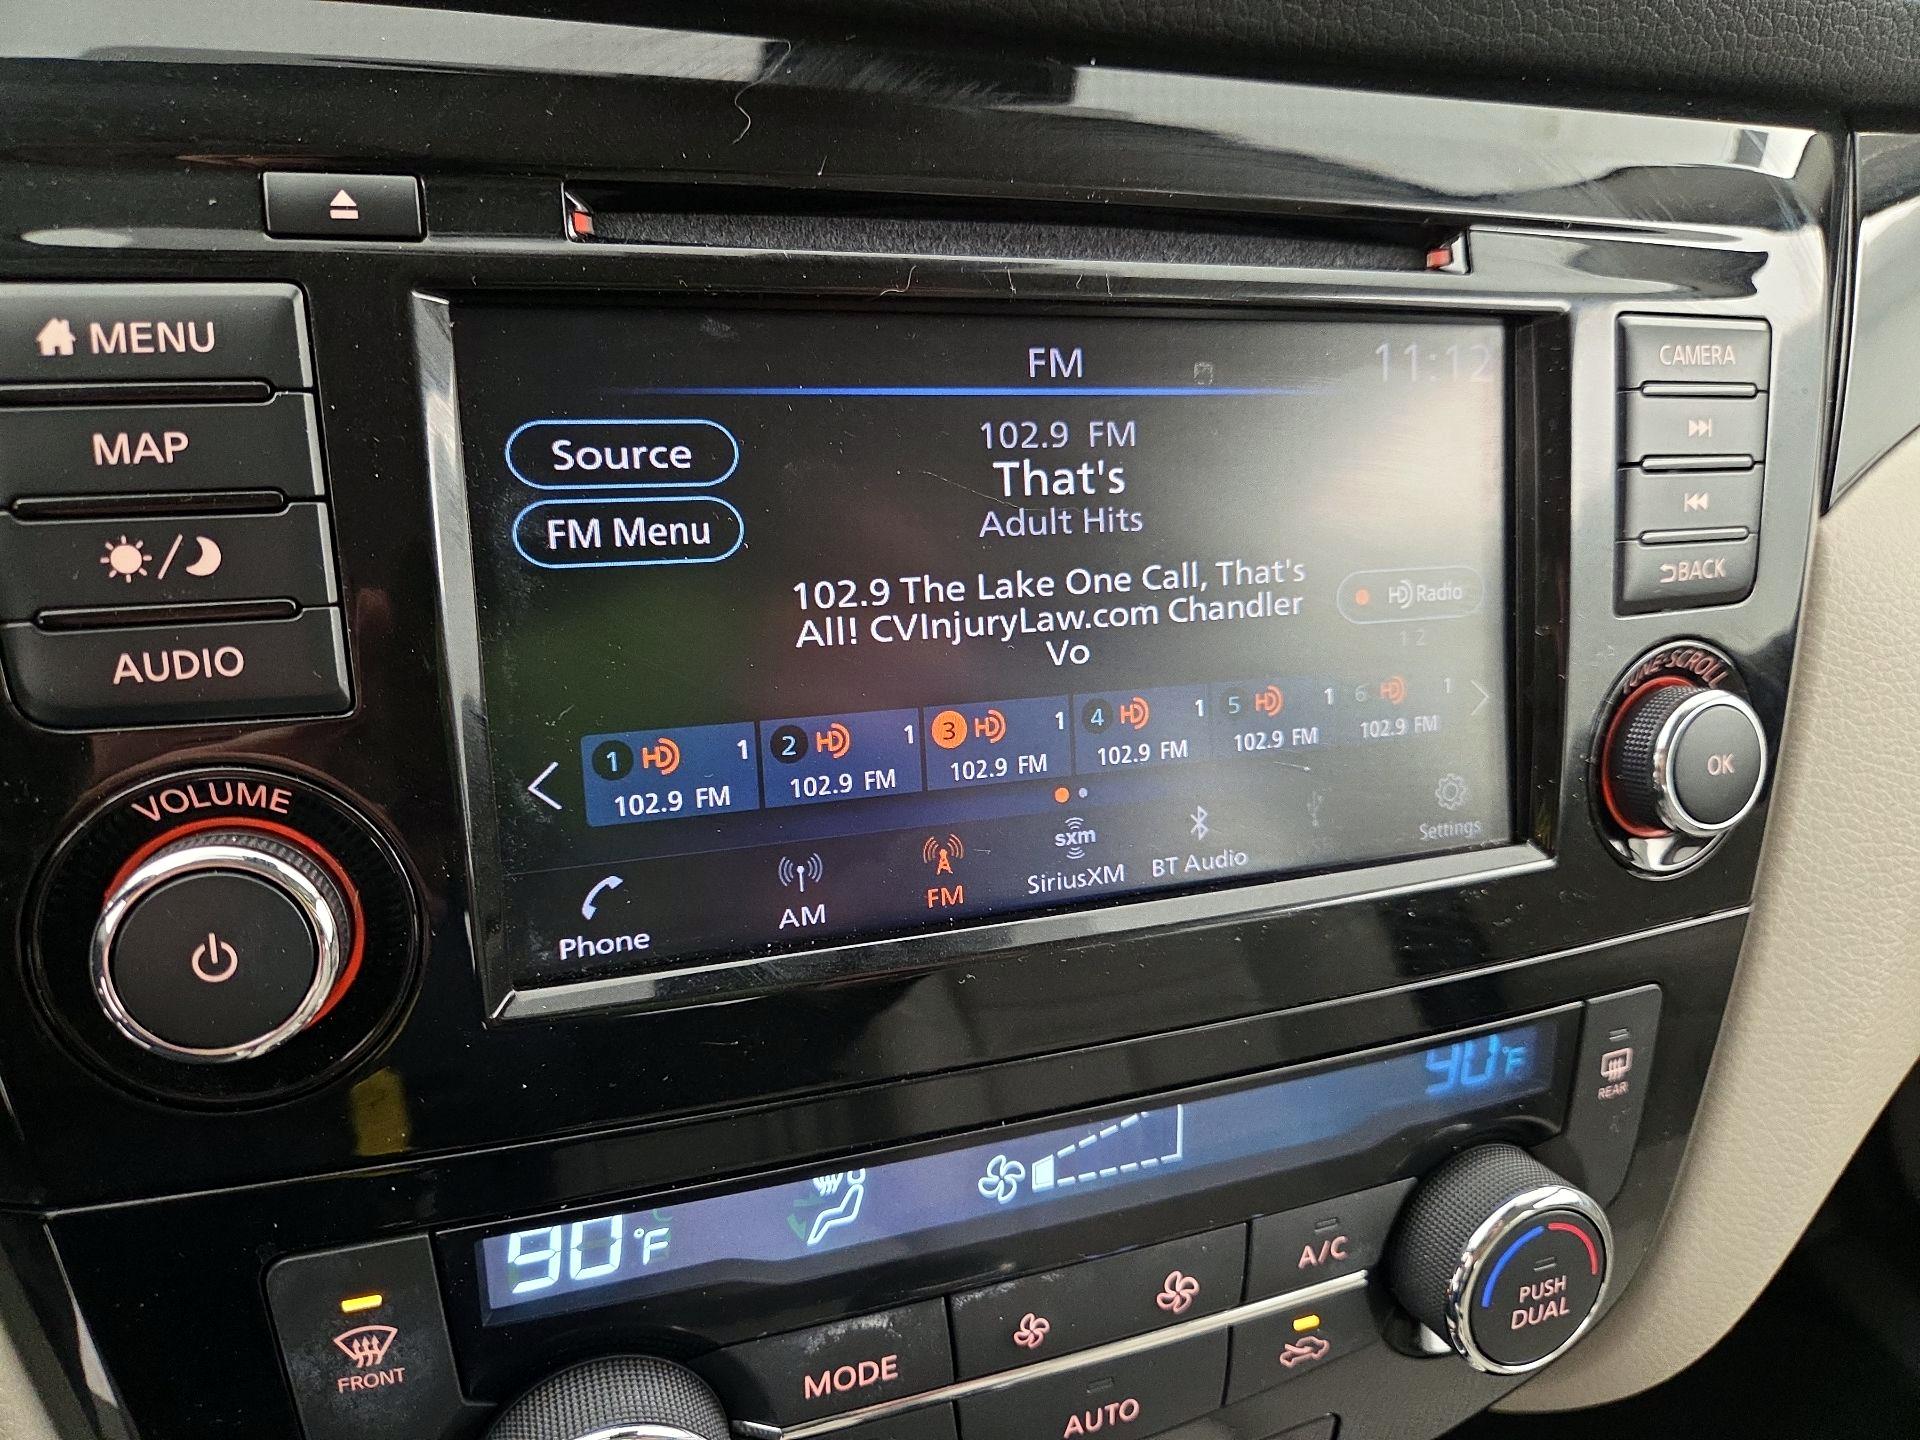 MENU
MAP
AUDIO
VOLUME
FM
11:12
Source
FM Menu
102.9 FM
That's
Adult Hits
102.9 The Lake One Call, That's
All! CVInjuryLaw.com Chandler
Vo
HD Radio
1 2
1 HD 1
102.9 FM
2 HD 1
102.9 FM
3 HD 1
102.9 FM
4 HD 1
102.9 FM
5 HD 1
102.9 FM
6 HD 1
102.9 FM
Phone
AM
FM
sxm
SiriusXM
BT Audio
Settings
CAMERA
BACK
TUNE·SCROLL
OK
90°F
90°F
REAR
FRONT
MODE
AUTO
A/C
PUSH
DUAL